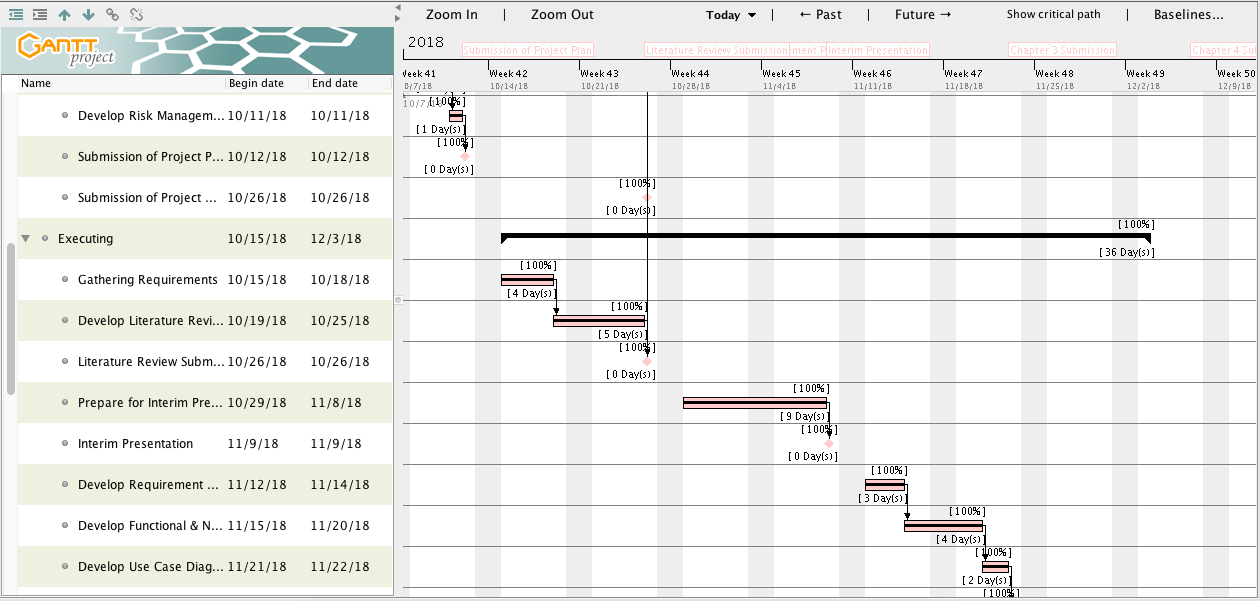 Zoom In | Zoom Out
Today | ← Past | Future → | Show critical path | Baselines...
GANTT project
2018
Submission of Project Plan Literature Review Submission ment P Interim Presentation Chapter 3 Submission Chapter 4 Sub
Name Begin date End date
Week 41 Week 42 Week 43 Week 44 Week 45 Week 46 Week 47 Week 48 Week 49 Week 50
0/7/18 10/14/18 10/21/18 10/28/18 11/4/18 11/11/18 11/18/18 11/25/18 12/2/18 12/9/18
[100%]
Develop Risk Managem... 10/11/18 10/11/18
[1 Day(s)]
[100%]
Submission of Project P... 10/12/18 10/12/18
[0 Day(s)]
[100%]
Submission of Project ... 10/26/18 10/26/18
[0 Day(s)]
[100%]
Executing 10/15/18 12/3/18
[36 Day(s)]
[100%]
Gathering Requirements 10/15/18 10/18/18
[4 Day(s)]
[100%]
Develop Literature Revi... 10/19/18 10/25/18
[5 Day(s)]
[100%]
Literature Review Subm... 10/26/18 10/26/18
[0 Day(s)]
[100%]
Prepare for Interim Pre... 10/29/18 11/8/18
[9 Day(s)]
[100%]
Interim Presentation 11/9/18 11/9/18
[0 Day(s)]
[100%]
Develop Requirement ... 11/12/18 11/14/18
[3 Day(s)]
[100%]
Develop Functional & N... 11/15/18 11/20/18
[4 Day(s)]
[100%]
Develop Use Case Diag... 11/21/18 11/22/18
[2 Day(s)]
[100%]